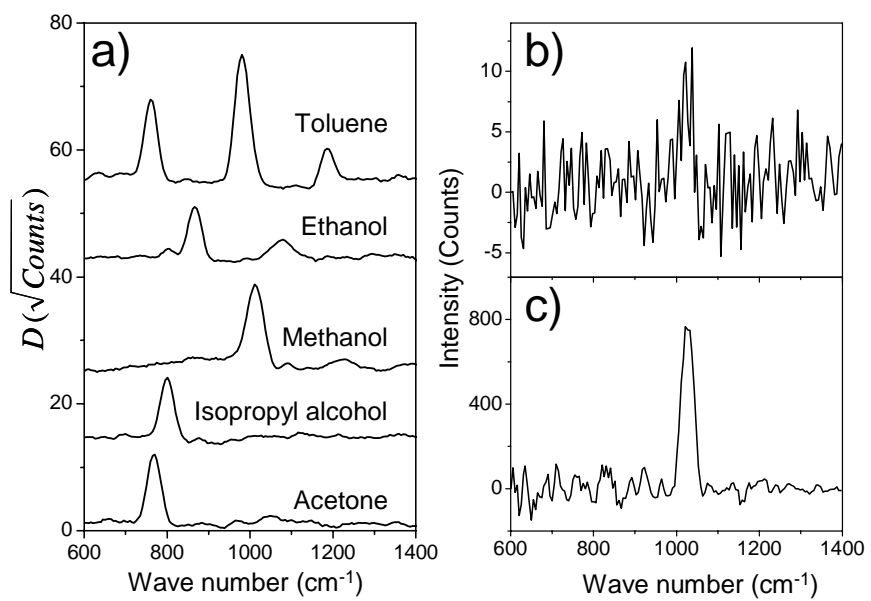 a)
80
60
40
20
0
Toluene
Ethanol
Methanol
Isopropyl alcohol
Acetone
D(√Counts)
600 800 1000 1200 1400
Wave number (cm⁻¹)
b)
10
5
0
-5
Intensity (Counts)
c)
800
400
0
600 800 1000 1200 1400
Wave number (cm⁻¹)